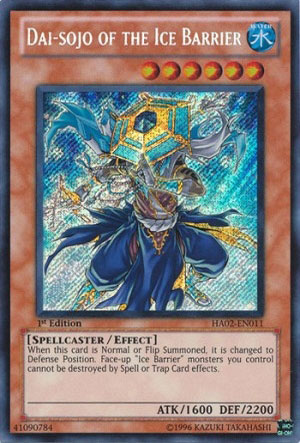 DAI-SOJO OF THE ICE BARRIER
WATER
水
1st Edition
HA02-EN011
[SPELLCASTER / EFFECT]
When this card is Normal or Flip Summoned, it is changed to
Defense Position. Face-up "Ice Barrier" monsters you control
cannot be destroyed by Spell or Trap Card effects.
ATK/1600 DEF/2200
41090784
©1996 KAZUKI TAKAHASHI